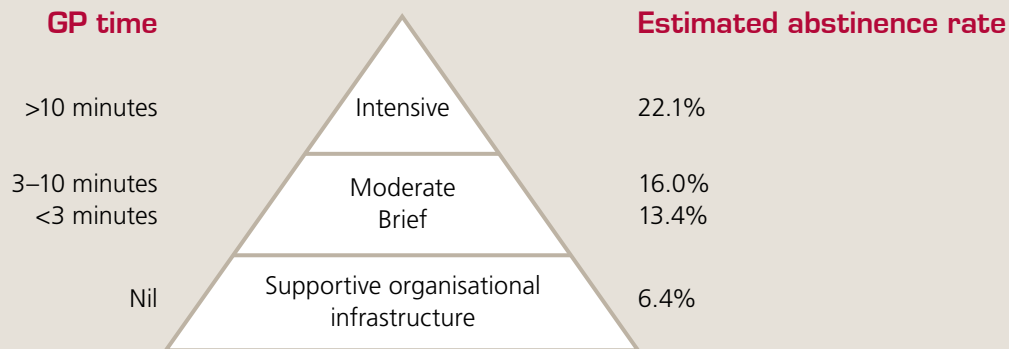 GP time
Estimated abstinence rate
>10 minutes
Intensive
22.1%
3–10 minutes
Moderate
16.0%
<3 minutes
Brief
13.4%
Nil
Supportive organisational
infrastructure
6.4%